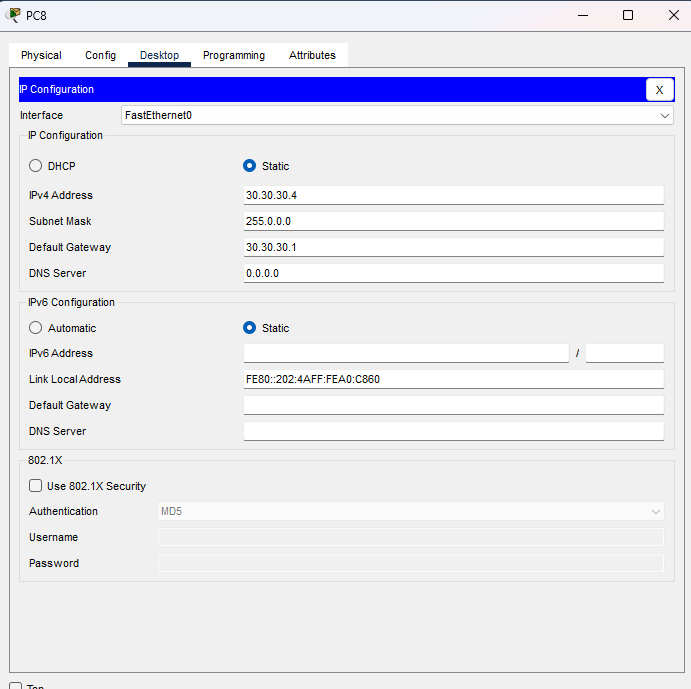 PC8
Physical Config Desktop Programming Attributes
IP Configuration X
Interface FastEthernet0
IP Configuration
DHCP Static
IPv4 Address 30.30.30.4
Subnet Mask 255.0.0.0
Default Gateway 30.30.30.1
DNS Server 0.0.0.0
IPv6 Configuration
Automatic Static
IPv6 Address /
Link Local Address FE80::202:4AFF:FEA0:C860
Default Gateway
DNS Server
802.1X
Use 802.1X Security
Authentication MD5
Username
Password
Top